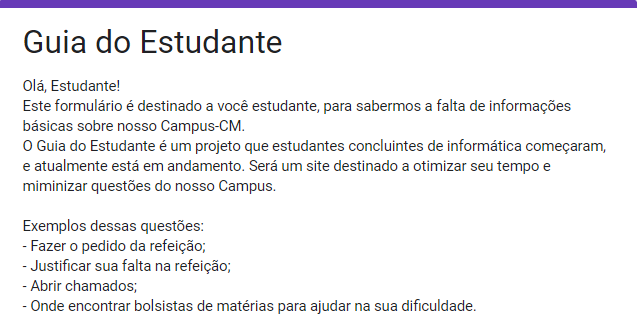 Guia do Estudante
Olá, Estudante!
Este formulário é destinado a você estudante, para sabermos a falta de informações
básicas sobre nosso Campus-CM.
O Guia do Estudante é um projeto que estudantes concluintes de informática começaram,
e atualmente está em andamento. Será um site destinado a otimizar seu tempo e
miminizar questões do nosso Campus.
Exemplos dessas questões:
- Fazer o pedido da refeição;
- Justificar sua falta na refeição;
- Abrir chamados;
- Onde encontrar bolsistas de matérias para ajudar na sua dificuldade.